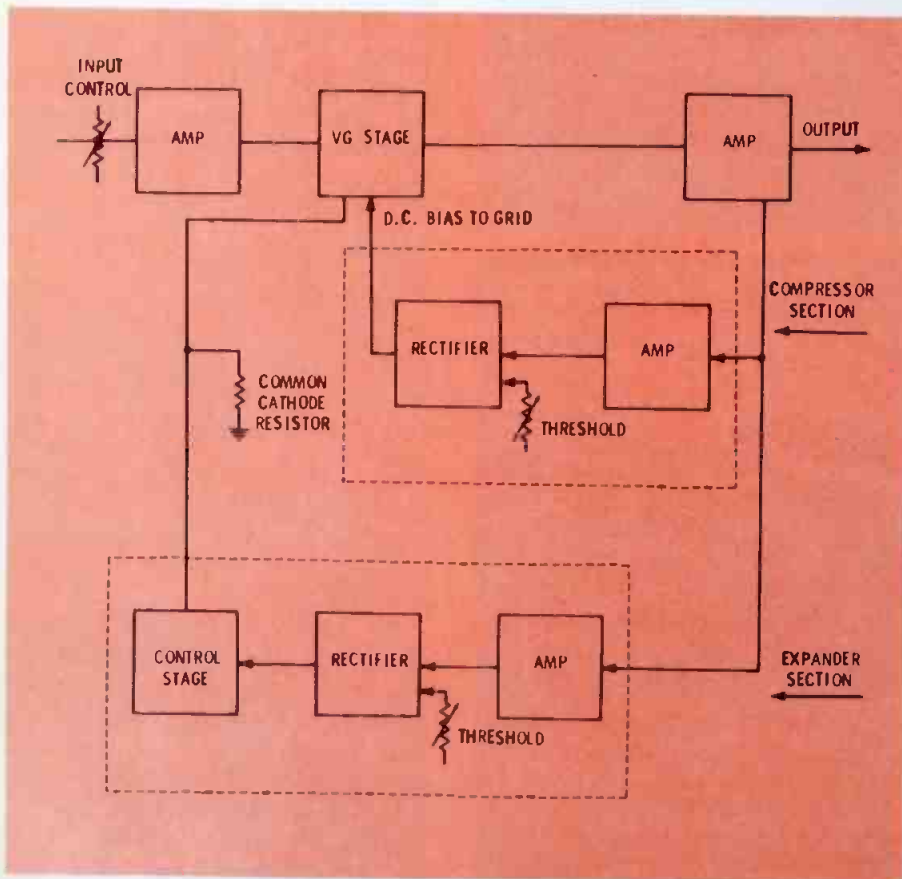 INPUT
CONTROL
AMP
VG STAGE
AMP
OUTPUT
D.C. BIAS TO GRID
COMPRESSOR
SECTION
RECTIFIER
AMP
COMMON
CATHODE
RESISTOR
THRESHOLD
CONTROL
STAGE
RECTIFIER
AMP
EXPANDER
SECTION
THRESHOLD